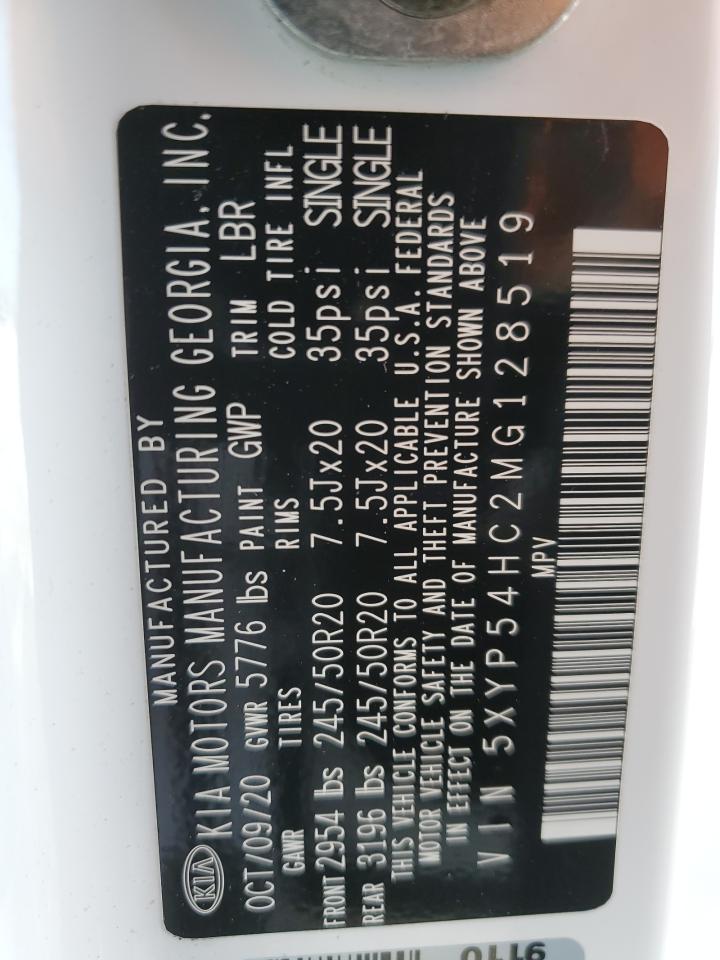 MANUFACTURED BY
KIA KIA MOTORS MANUFACTURING GEORGIA, INC.
OCT/09/20 GVWR 5776 lbs PAINT GWP TRIM LBR
GAWR TIRES RIMS COLD TIRE INFL
FRONT 2954 lbs 245/50R20 7.5Jx20 35psi SINGLE
REAR 3196 lbs 245/50R20 7.5Jx20 35psi SINGLE
THIS VEHICLE CONFORMS TO ALL APPLICABLE U.S.A. FEDERAL
MOTOR VEHICLE SAFETY AND THEFT PREVENTION STANDARDS
IN EFFECT ON THE DATE OF MANUFACTURE SHOWN ABOVE
VIN 5XYP54HC2MG128519
MPV